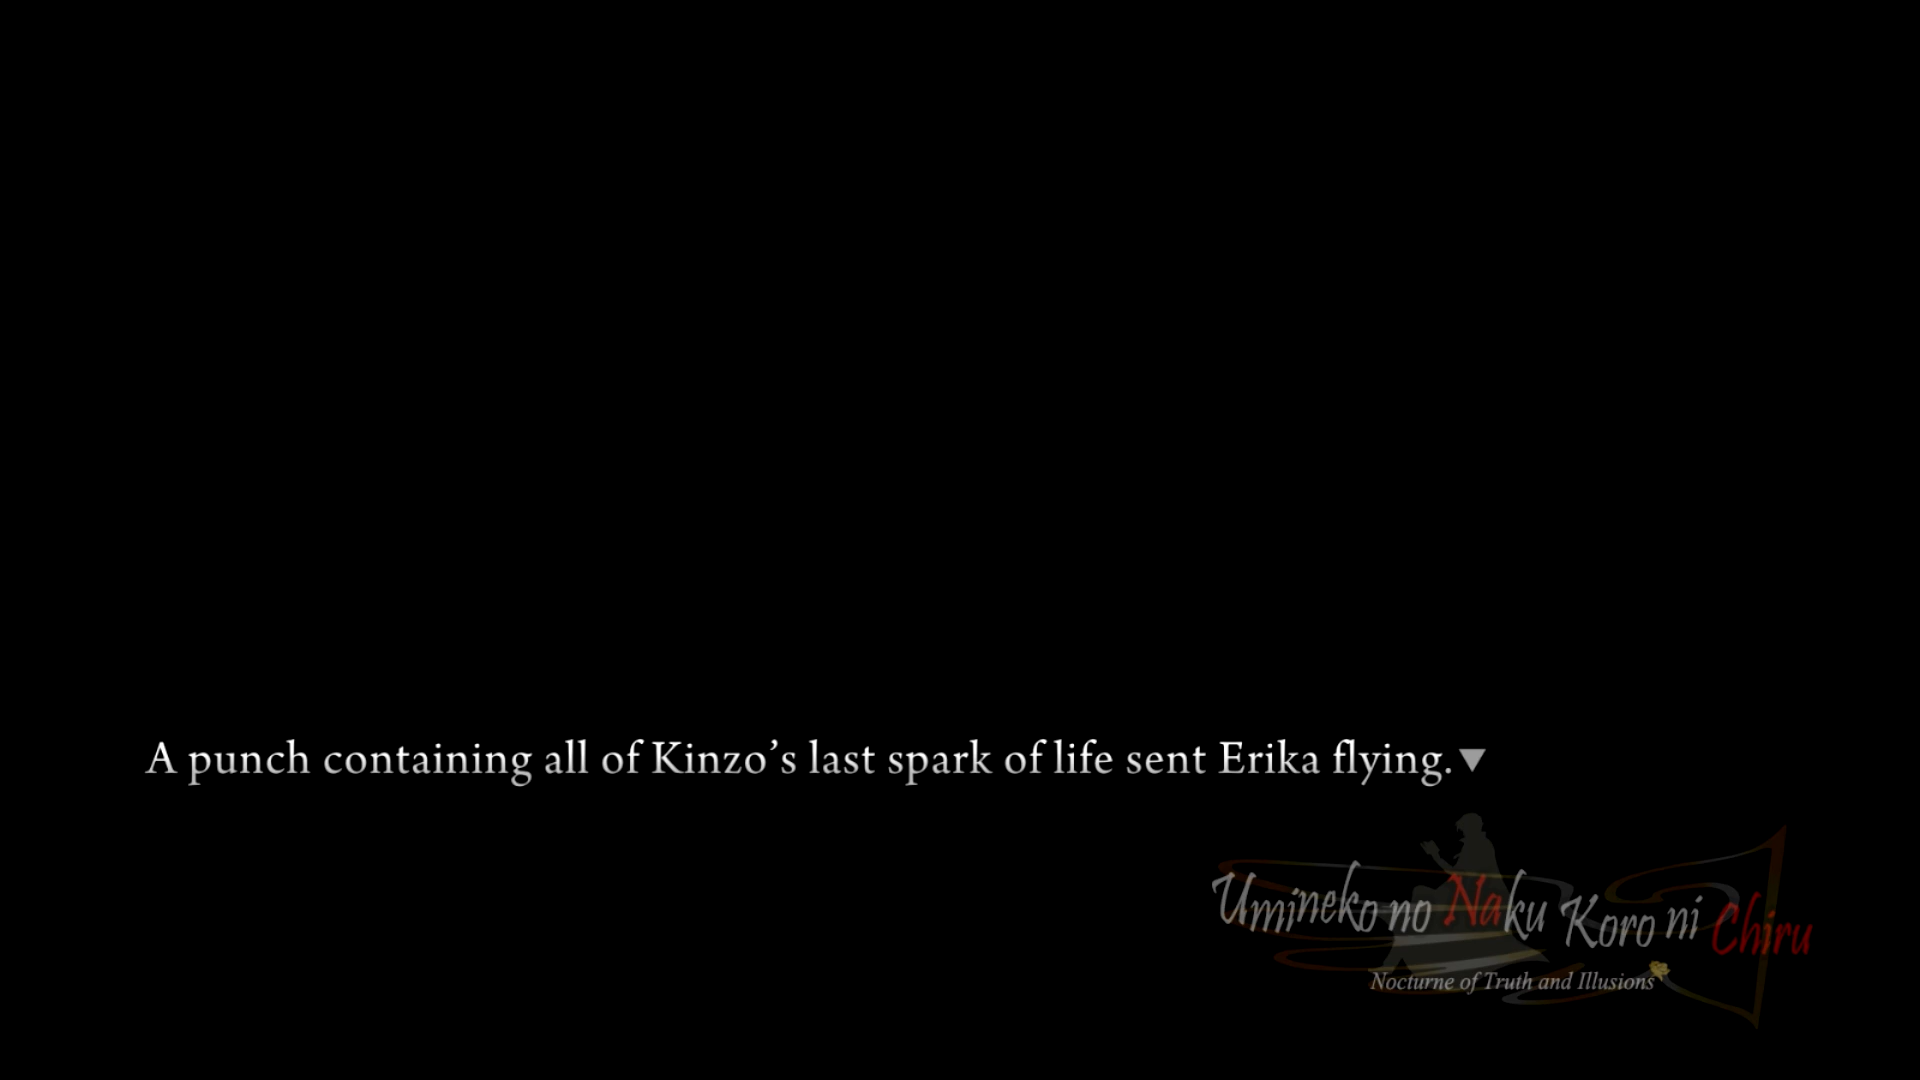 A punch containing all of Kinzo’s last spark of life sent Erika flying.▼
Umineko no Naku Koro ni Chiru
Nocturne of Truth and Illusions